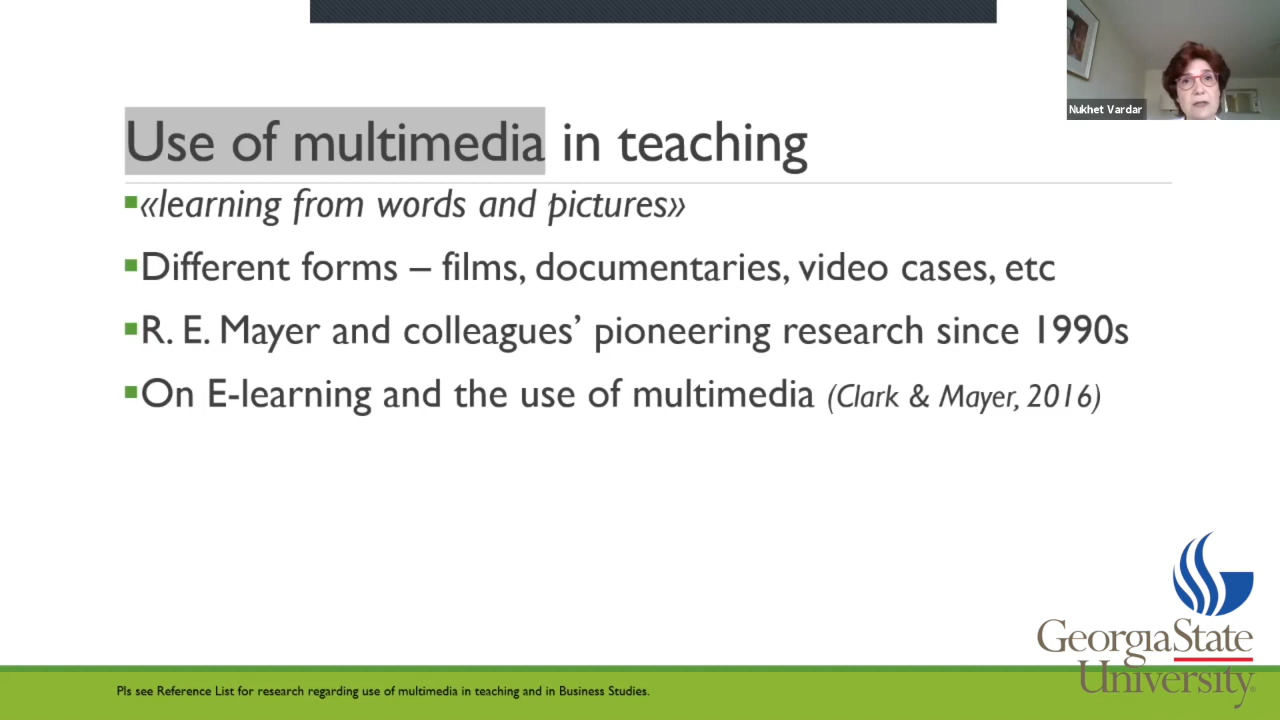 Nukhet Vardar
Use of multimedia in teaching
«learning from words and pictures»
Different forms – films, documentaries, video cases, etc
R. E. Mayer and colleagues’ pioneering research since 1990s
On E-learning and the use of multimedia (Clark & Mayer, 2016)
GeorgiaState
University
Pls see Reference List for research regarding use of multimedia in teaching and in Business Studies.